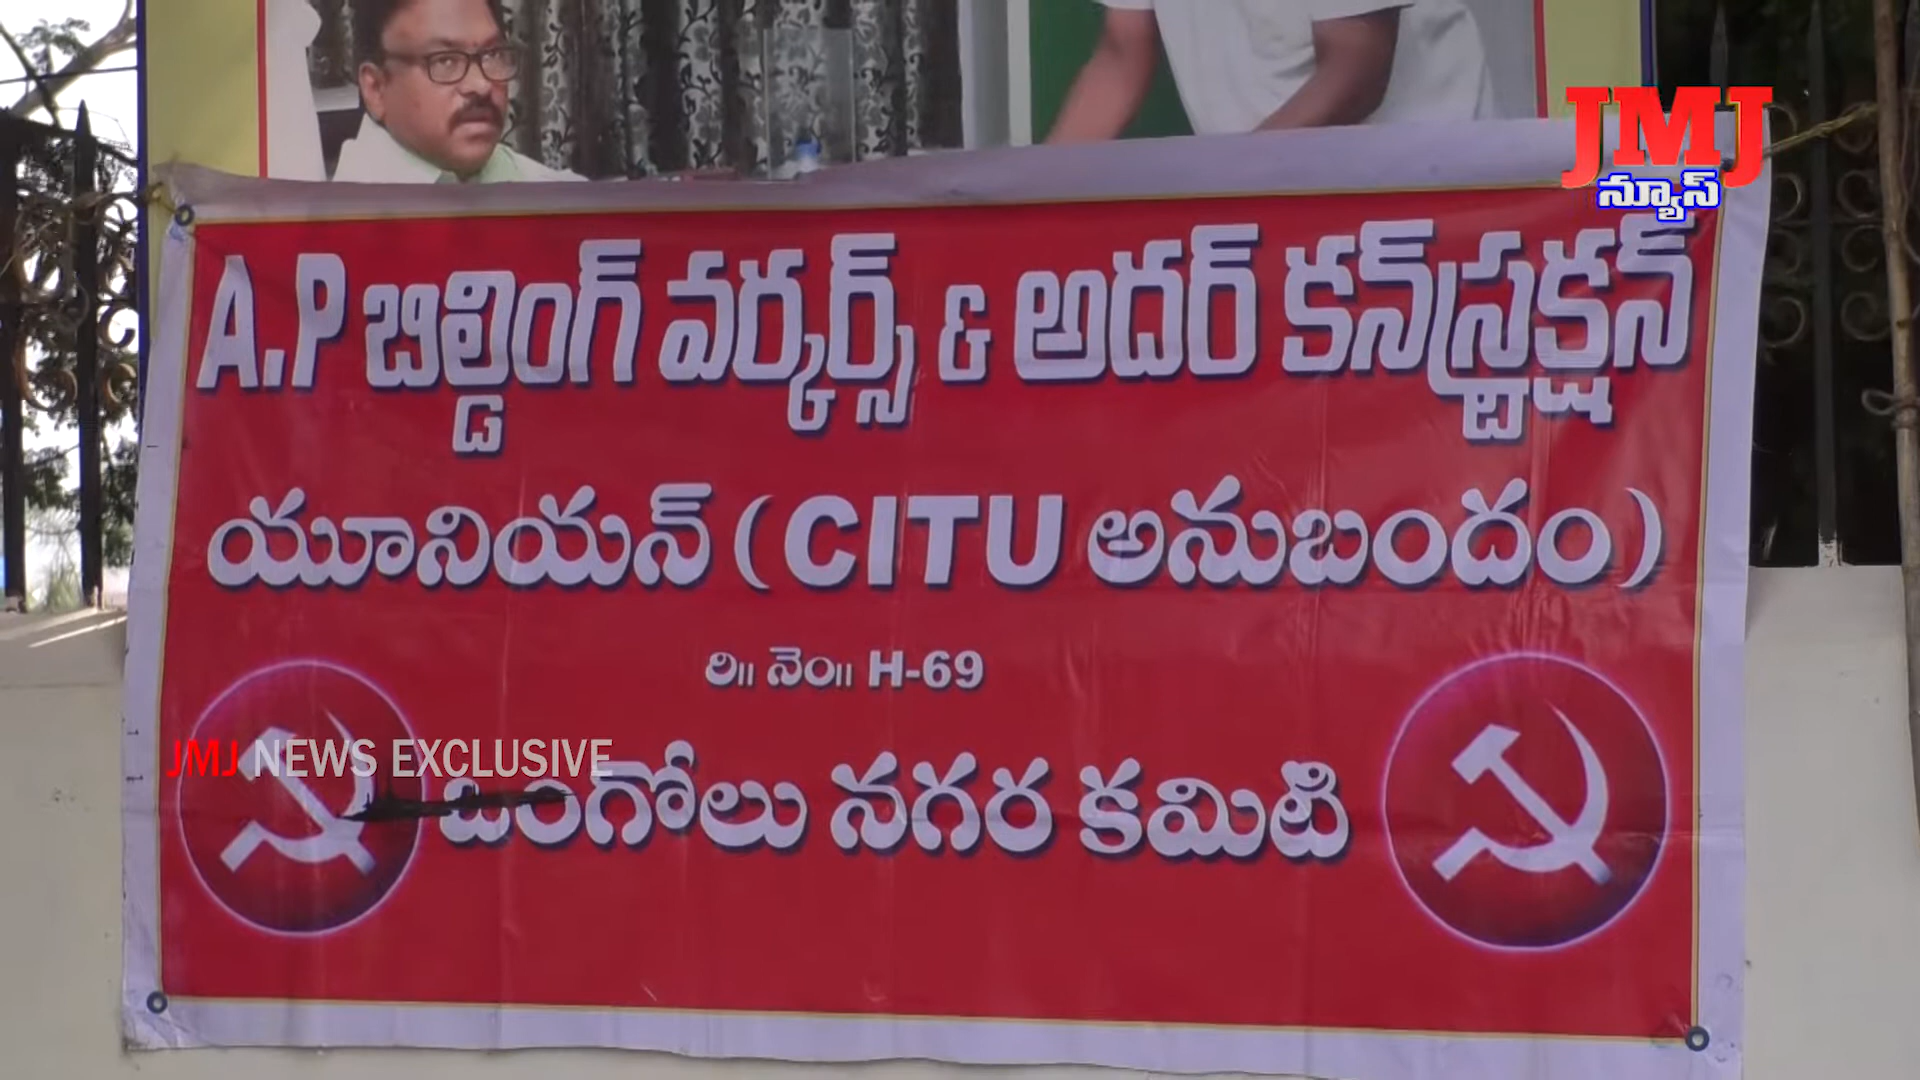 JMJ
న్యూస్
A.P బిల్డింగ్ వర్కర్స్ & అదర్ కన్‌స్ట్రక్షన్
యూనియన్ (CITU అనుబందం)
రి॥ నెం॥ H-69
JMJ NEWS EXCLUSIVE
ఒంగోలు నగర కమిటి